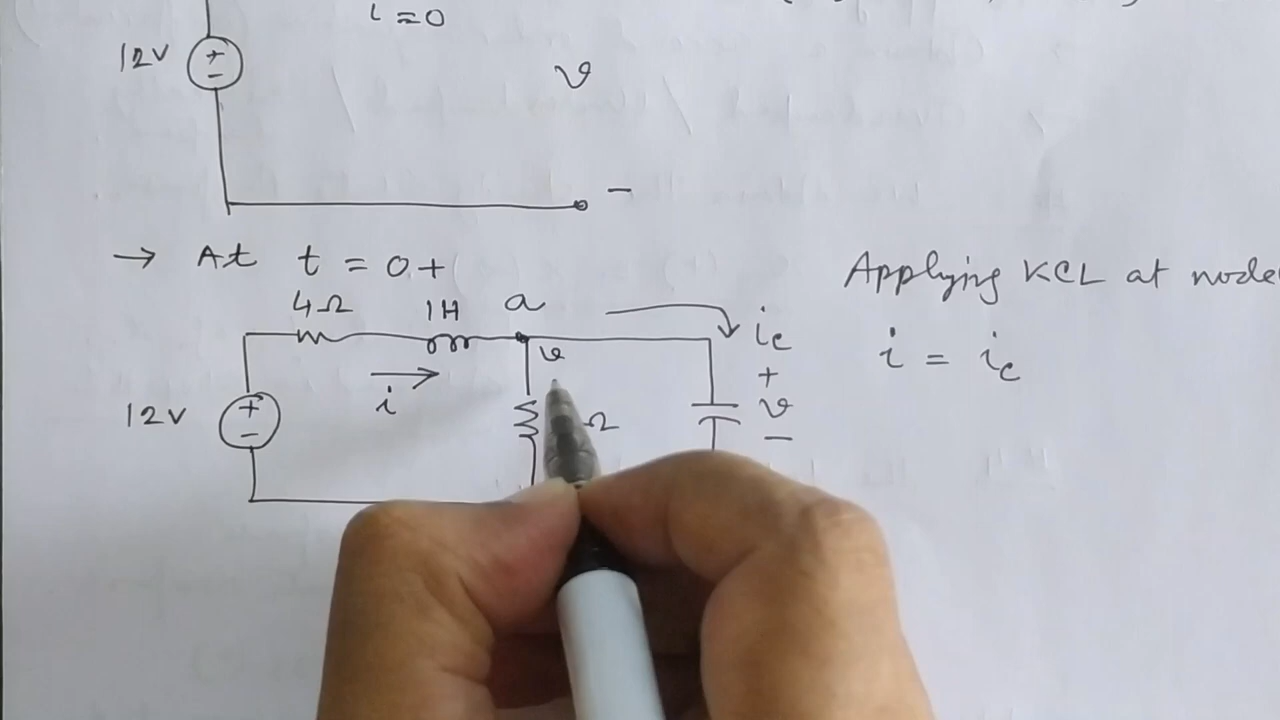 i = 0
12V
+
-
v
-
→ At t = 0+
4Ω 1H a
Applying KCL at node
i
12V
+
-
v
Ω
ic
+
v
-
i = ic